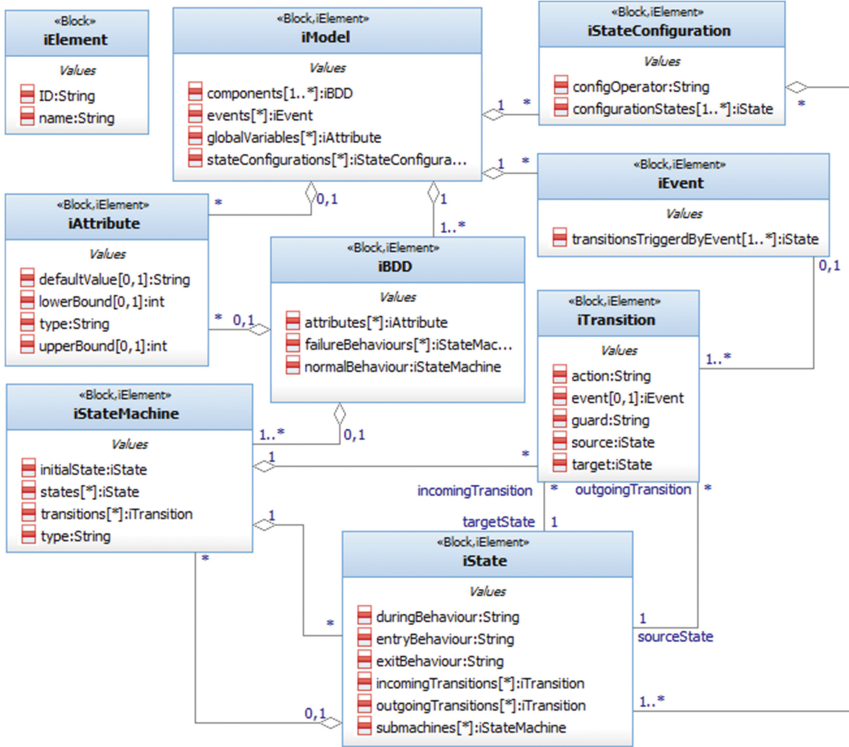 «Block»
iElement
Values
ID:String
name:String
«Block,iElement»
iModel
Values
components[1..*]:iBDD
events[*]:iEvent
globalVariables[*]:iAttribute
stateConfigurations[*]:iStateConfigura...
«Block,iElement»
iStateConfiguration
Values
configOperator:String
configurationStates[1..*]:iState
1
*
*
1
*
«Block,iElement»
iEvent
Values
transitionsTriggerdByEvent[1..*]:iState
0,1
*
0,1
1
1..*
«Block,iElement»
iAttribute
Values
defaultValue[0,1]:String
lowerBound[0,1]:int
type:String
upperBound[0,1]:int
*
0,1
«Block,iElement»
iBDD
Values
attributes[*]:iAttribute
failureBehaviours[*]:iStateMac...
normalBehaviour:iStateMachine
0,1
1..*
«Block,iElement»
iTransition
Values
action:String
event[0,1]:iEvent
guard:String
source:iState
target:iState
1..*
«Block,iElement»
iStateMachine
Values
initialState:iState
states[*]:iState
transitions[*]:iTransition
type:String
1
*
1
*
*
incomingTransition
*
outgoingTransition
*
targetState
1
«Block,iElement»
iState
Values
duringBehaviour:String
entryBehaviour:String
exitBehaviour:String
incomingTransitions[*]:iTransition
outgoingTransitions[*]:iTransition
submachines[*]:iStateMachine
1
sourceState
1..*
0,1